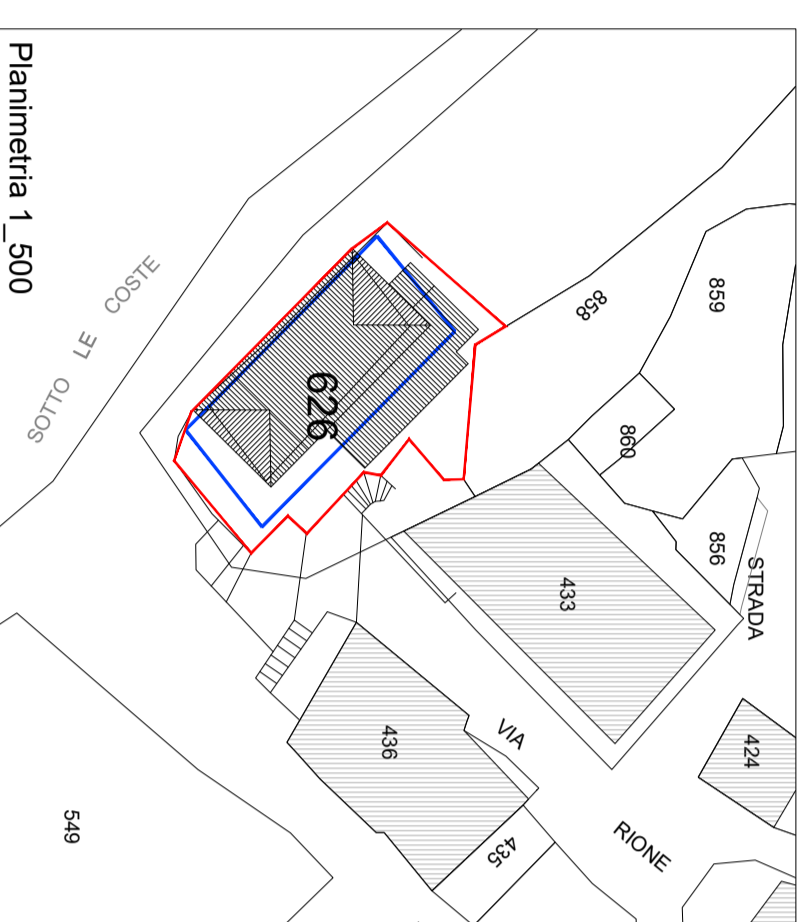 Planimetria 1_500
SOTTO LE COSTE
626
858
859
860
856
STRADA
433
424
VIA
436
RIONE
435
549